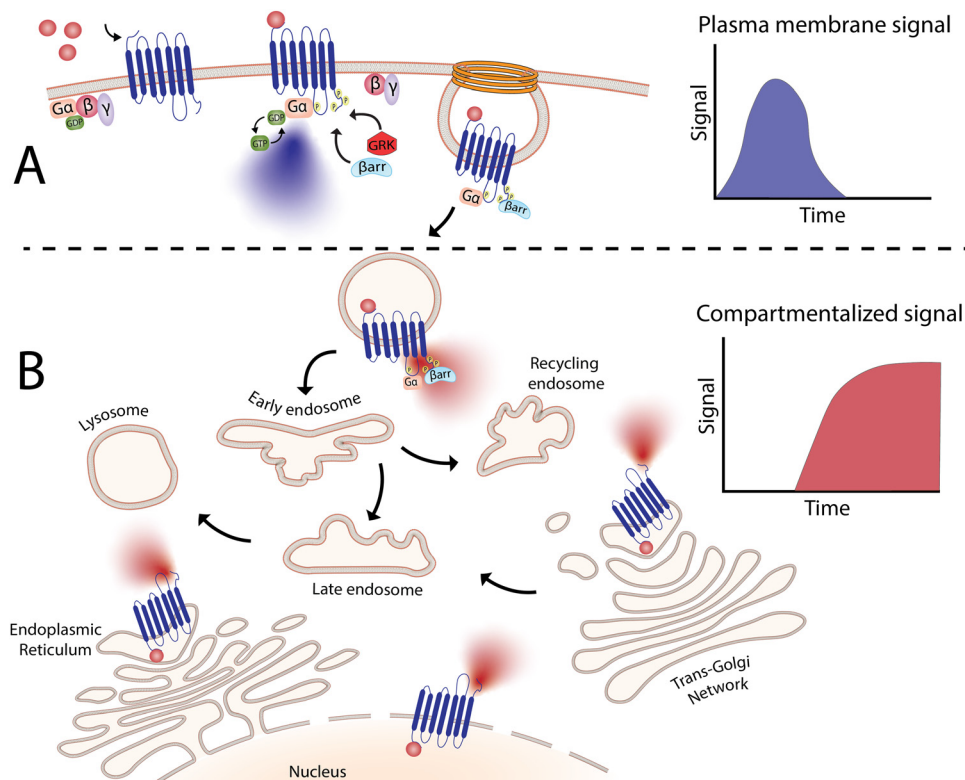 Plasma membrane signal
Signal
Time
A
Gα
β
γ
GDP
Gα
GDP
GTP
P
P
P
P
β
γ
GRK
βarr
Gα
P
P
P
P
βarr
B
Compartmentalized signal
Signal
Time
P
P
P
P
Gα
βarr
Recycling
endosome
Early endosome
Lysosome
Late endosome
Endoplasmic
Reticulum
Trans-Golgi
Network
Nucleus